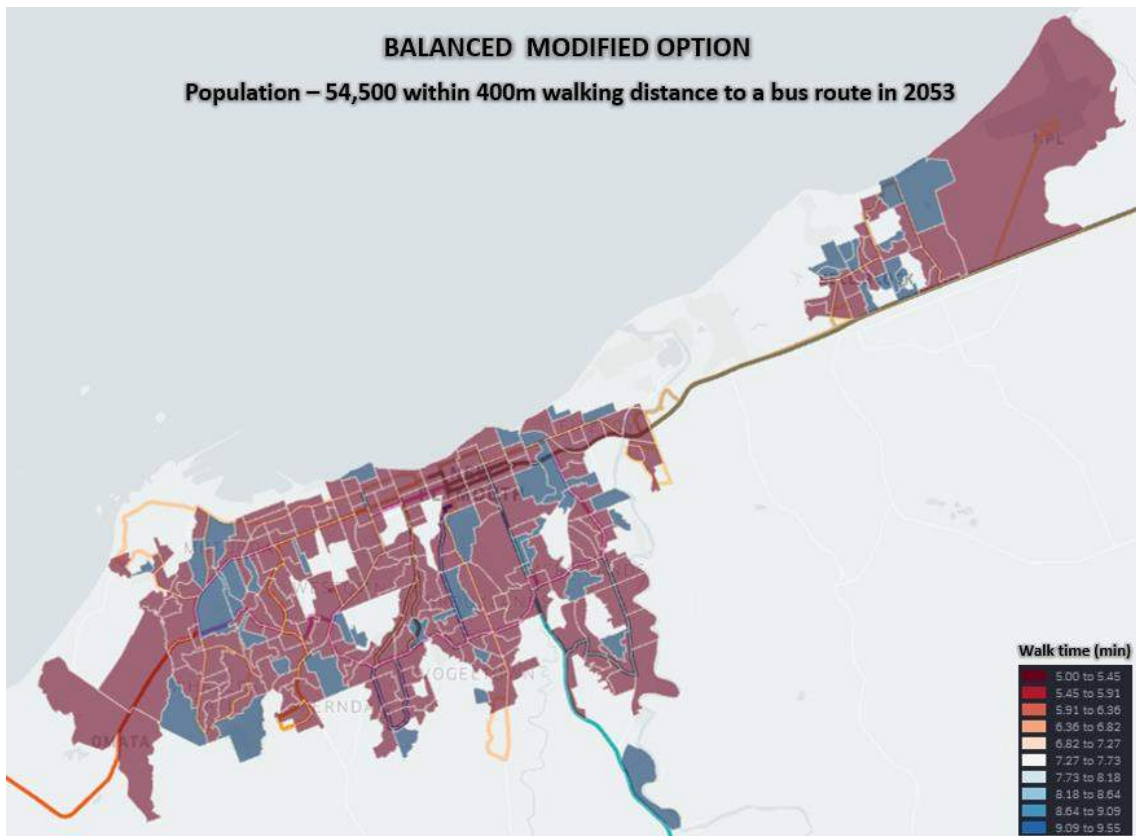 BALANCED MODIFIED OPTION
Population – 54,500 within 400m walking distance to a bus route in 2053
NPL
OMATA
Walk time (min)
5.00 to 5.45
5.45 to 5.91
5.91 to 6.36
6.36 to 6.82
6.82 to 7.27
7.27 to 7.73
7.73 to 8.18
8.18 to 8.64
8.64 to 9.09
9.09 to 9.55